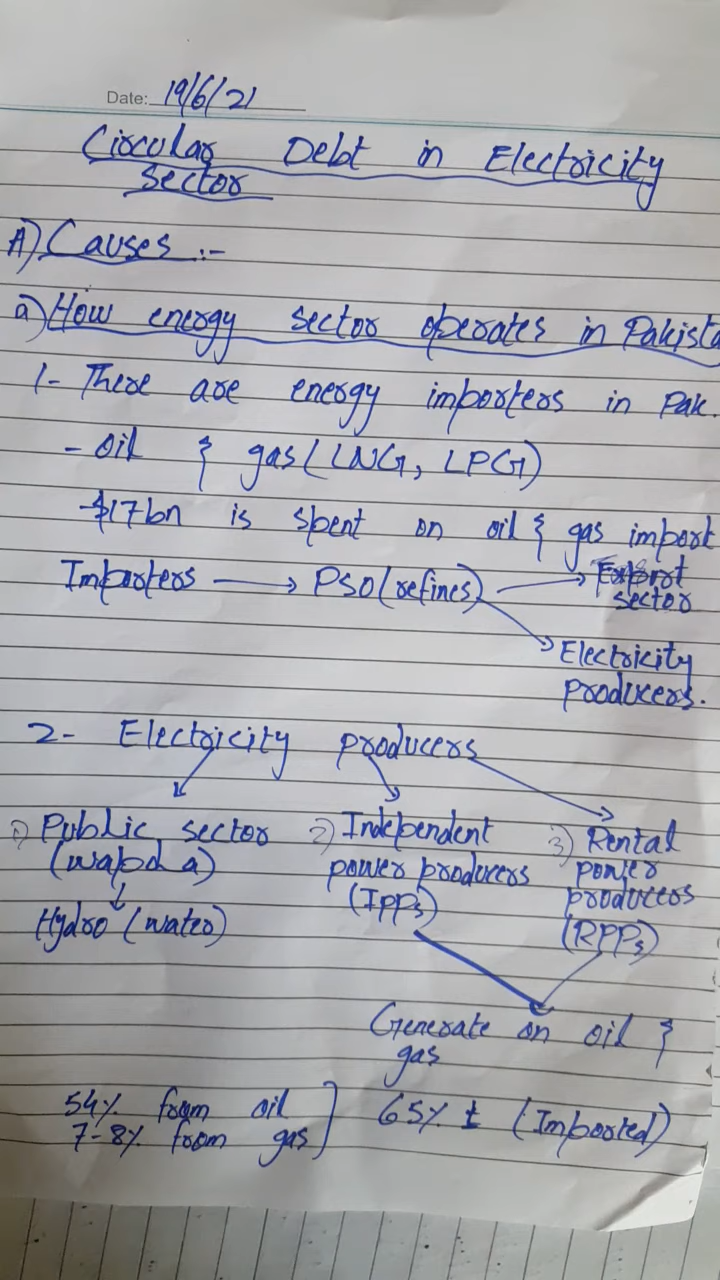 Date: 19/6/21
Circular Debt in Electricity
Sector
A) Causes :-
a) How energy sector operates in Pakista
1- There are energy importers in Pak.
- Oil & gas (LNG, LPG)
- $17bn is spent on oil & gas import
Importers → PSO (refines) → Export
sector
→ Electricity
producers.
2- Electricity producers
1) Public sector
(wapda)
Hydro (water)
2) Independent
power producers
(IPPs)
3) Rental
power
producers
(RPPs)
Generate on oil &
gas
54% from oil
7-8% from gas
65% ± (Imported)